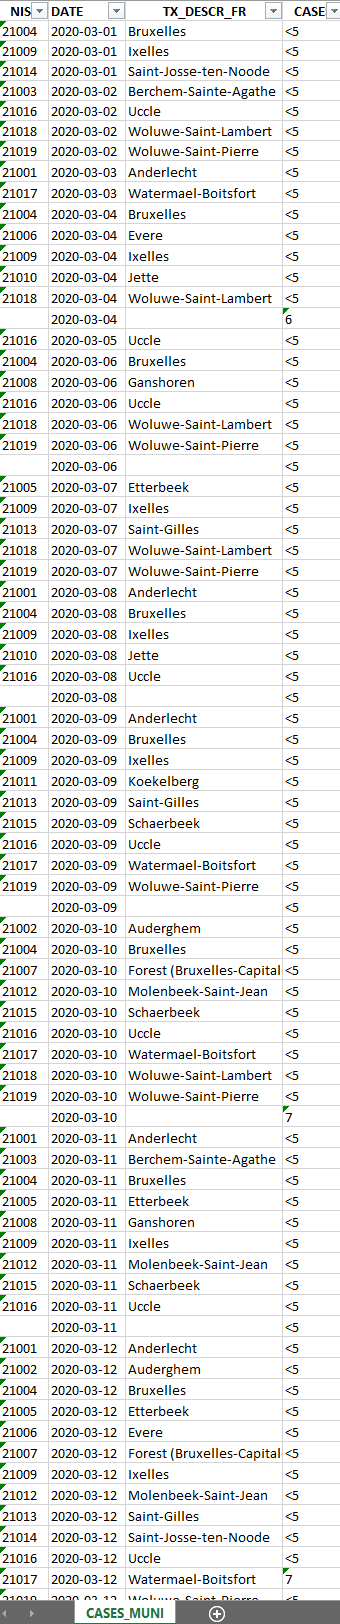 NIS DATE TX_DESCR_FR CASE
21004 2020-03-01 Bruxelles <5
21009 2020-03-01 Ixelles <5
21014 2020-03-01 Saint-Josse-ten-Noode <5
21003 2020-03-02 Berchem-Sainte-Agathe <5
21016 2020-03-02 Uccle <5
21018 2020-03-02 Woluwe-Saint-Lambert <5
21019 2020-03-02 Woluwe-Saint-Pierre <5
21001 2020-03-03 Anderlecht <5
21017 2020-03-03 Watermael-Boitsfort <5
21004 2020-03-04 Bruxelles <5
21006 2020-03-04 Evere <5
21009 2020-03-04 Ixelles <5
21010 2020-03-04 Jette <5
21018 2020-03-04 Woluwe-Saint-Lambert <5
2020-03-04 6
21016 2020-03-05 Uccle <5
21004 2020-03-06 Bruxelles <5
21008 2020-03-06 Ganshoren <5
21016 2020-03-06 Uccle <5
21018 2020-03-06 Woluwe-Saint-Lambert <5
21019 2020-03-06 Woluwe-Saint-Pierre <5
2020-03-06 <5
21005 2020-03-07 Etterbeek <5
21009 2020-03-07 Ixelles <5
21013 2020-03-07 Saint-Gilles <5
21018 2020-03-07 Woluwe-Saint-Lambert <5
21019 2020-03-07 Woluwe-Saint-Pierre <5
21001 2020-03-08 Anderlecht <5
21004 2020-03-08 Bruxelles <5
21009 2020-03-08 Ixelles <5
21010 2020-03-08 Jette <5
21016 2020-03-08 Uccle <5
2020-03-08 <5
21001 2020-03-09 Anderlecht <5
21004 2020-03-09 Bruxelles <5
21009 2020-03-09 Ixelles <5
21011 2020-03-09 Koekelberg <5
21013 2020-03-09 Saint-Gilles <5
21015 2020-03-09 Schaerbeek <5
21016 2020-03-09 Uccle <5
21017 2020-03-09 Watermael-Boitsfort <5
21019 2020-03-09 Woluwe-Saint-Pierre <5
2020-03-09 <5
21002 2020-03-10 Auderghem <5
21004 2020-03-10 Bruxelles <5
21007 2020-03-10 Forest (Bruxelles-Capital <5
21012 2020-03-10 Molenbeek-Saint-Jean <5
21015 2020-03-10 Schaerbeek <5
21016 2020-03-10 Uccle <5
21017 2020-03-10 Watermael-Boitsfort <5
21018 2020-03-10 Woluwe-Saint-Lambert <5
21019 2020-03-10 Woluwe-Saint-Pierre <5
2020-03-10 7
21001 2020-03-11 Anderlecht <5
21003 2020-03-11 Berchem-Sainte-Agathe <5
21004 2020-03-11 Bruxelles <5
21005 2020-03-11 Etterbeek <5
21008 2020-03-11 Ganshoren <5
21009 2020-03-11 Ixelles <5
21012 2020-03-11 Molenbeek-Saint-Jean <5
21015 2020-03-11 Schaerbeek <5
21016 2020-03-11 Uccle <5
2020-03-11 <5
21001 2020-03-12 Anderlecht <5
21002 2020-03-12 Auderghem <5
21004 2020-03-12 Bruxelles <5
21005 2020-03-12 Etterbeek <5
21006 2020-03-12 Evere <5
21007 2020-03-12 Forest (Bruxelles-Capital <5
21009 2020-03-12 Ixelles <5
21012 2020-03-12 Molenbeek-Saint-Jean <5
21013 2020-03-12 Saint-Gilles <5
21014 2020-03-12 Saint-Josse-ten-Noode <5
21016 2020-03-12 Uccle <5
21017 2020-03-12 Watermael-Boitsfort 7
21019 2020-03-12 Woluwe-Saint-Pierre <5
CASES_MUNI